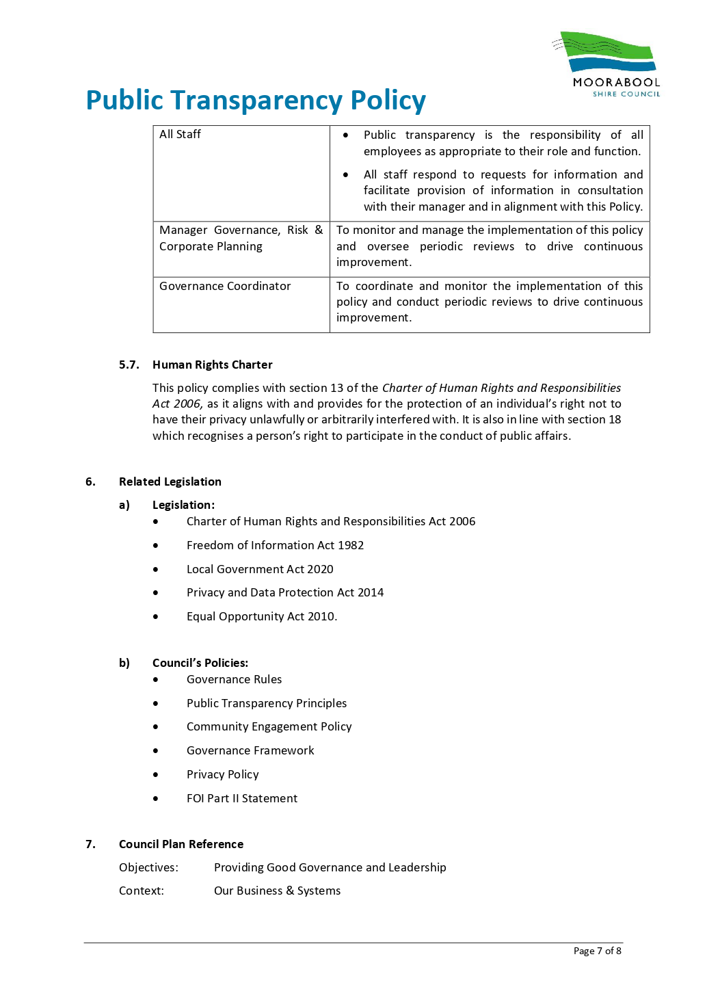 MOORABOOL
SHIRE COUNCIL
Public Transparency Policy
All Staff
• Public transparency is the responsibility of all
employees as appropriate to their role and function.
• All staff respond to requests for information and
facilitate provision of information in consultation
with their manager and in alignment with this Policy.
Manager Governance, Risk &
Corporate Planning
To monitor and manage the implementation of this policy
and oversee periodic reviews to drive continuous
improvement.
Governance Coordinator
To coordinate and monitor the implementation of this
policy and conduct periodic reviews to drive continuous
improvement.
5.7. Human Rights Charter
This policy complies with section 13 of the Charter of Human Rights and Responsibilities
Act 2006, as it aligns with and provides for the protection of an individual’s right not to
have their privacy unlawfully or arbitrarily interfered with. It is also in line with section 18
which recognises a person’s right to participate in the conduct of public affairs.
6. Related Legislation
a) Legislation:
• Charter of Human Rights and Responsibilities Act 2006
• Freedom of Information Act 1982
• Local Government Act 2020
• Privacy and Data Protection Act 2014
• Equal Opportunity Act 2010.
b) Council’s Policies:
• Governance Rules
• Public Transparency Principles
• Community Engagement Policy
• Governance Framework
• Privacy Policy
• FOI Part II Statement
7. Council Plan Reference
Objectives: Providing Good Governance and Leadership
Context: Our Business & Systems
Page 7 of 8